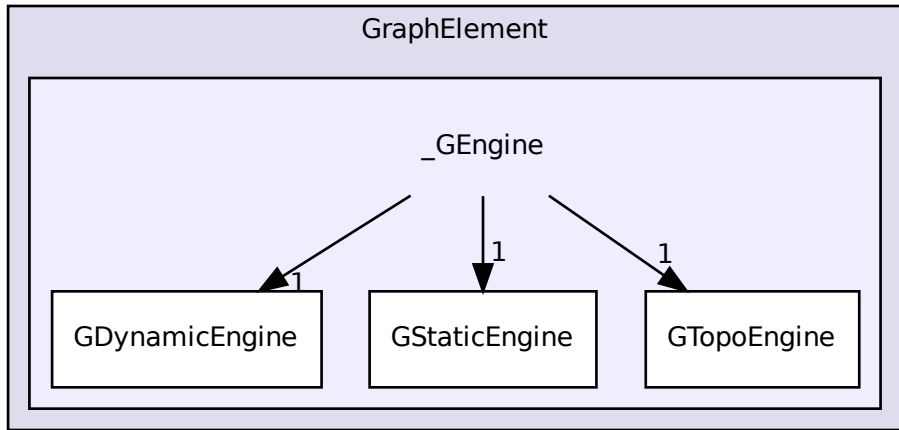 GraphElement
_GEngine
1
1
1
GDynamicEngine
GStaticEngine
GTopoEngine